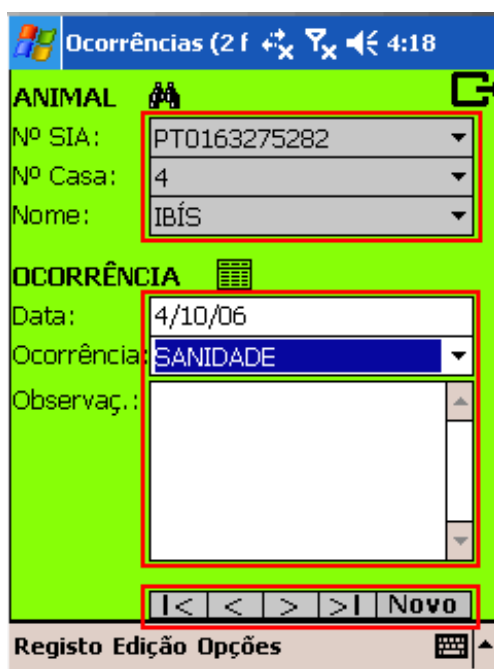 Ocorrências (2 f 4:18
ANIMAL
Nº SIA: PT0163275282
Nº Casa: 4
Nome: IBÍS
OCORRÊNCIA
Data: 4/10/06
Ocorrência: SANIDADE
Observaç.:
|< < > >| Novo
Registo Edição Opções